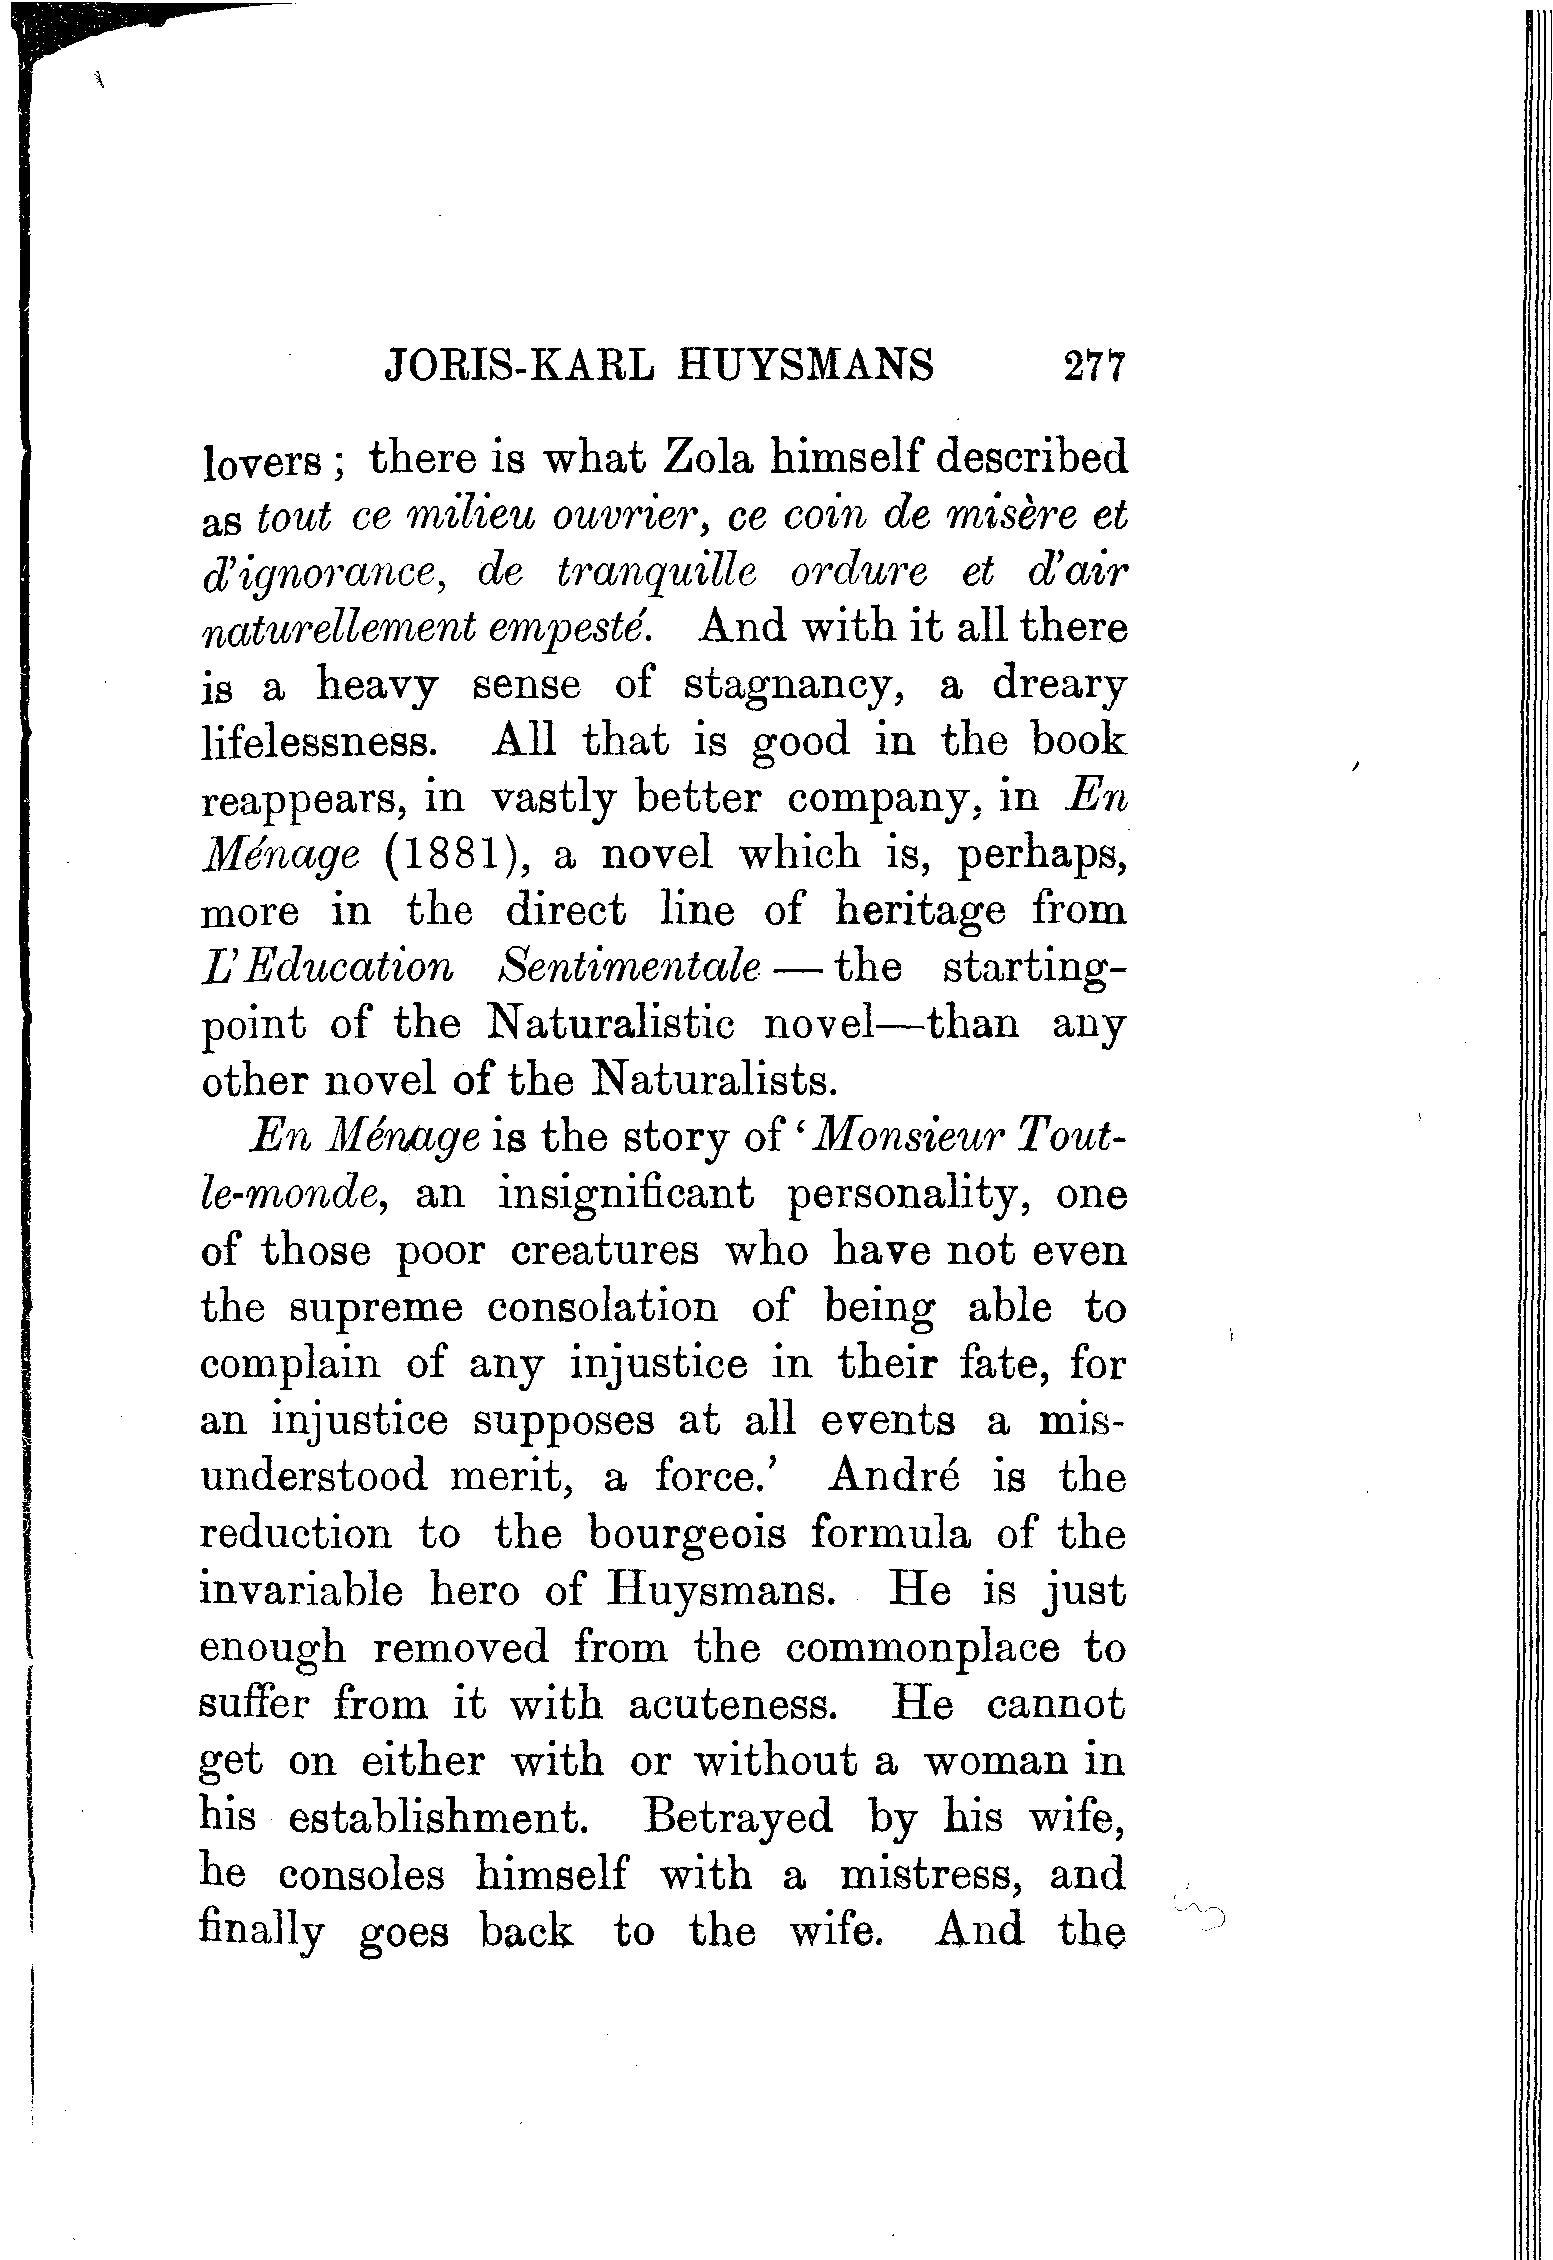 JORIS-KARL HUYSMANS 277
lovers; there is what Zola himself described
as tout ce milieu ouvrier, ce coin de misère et
d'ignorance, de tranquille ordure et d'air
naturellement empesté. And with it all there
is a heavy sense of stagnancy, a dreary
lifelessness. All that is good in the book
reappears, in vastly better company, in En
Ménage (1881), a novel which is, perhaps,
more in the direct line of heritage from
L'Education Sentimentale — the starting-
point of the Naturalistic novel—than any
other novel of the Naturalists.
En Ménage is the story of 'Monsieur Tout-
le-monde, an insignificant personality, one
of those poor creatures who have not even
the supreme consolation of being able to
complain of any injustice in their fate, for
an injustice supposes at all events a mis-
understood merit, a force.' André is the
reduction to the bourgeois formula of the
invariable hero of Huysmans. He is just
enough removed from the commonplace to
suffer from it with acuteness. He cannot
get on either with or without a woman in
his establishment. Betrayed by his wife,
he consoles himself with a mistress, and
finally goes back to the wife. And the